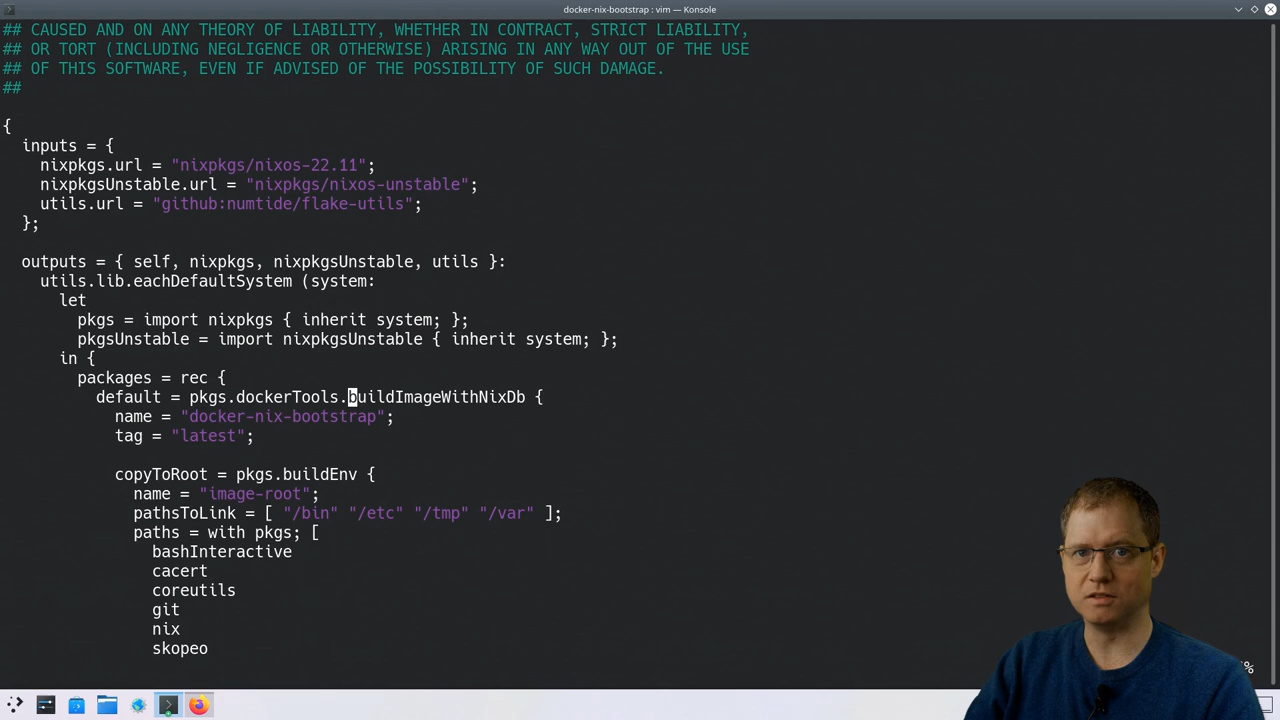 docker-nix-bootstrap : vim — Konsole
## CAUSED AND ON ANY THEORY OF LIABILITY, WHETHER IN CONTRACT, STRICT LIABILITY,
## OR TORT (INCLUDING NEGLIGENCE OR OTHERWISE) ARISING IN ANY WAY OUT OF THE USE
## OF THIS SOFTWARE, EVEN IF ADVISED OF THE POSSIBILITY OF SUCH DAMAGE.
##
{
  inputs = {
    nixpkgs.url = "nixpkgs/nixos-22.11";
    nixpkgsUnstable.url = "nixpkgs/nixos-unstable";
    utils.url = "github:numtide/flake-utils";
  };
  outputs = { self, nixpkgs, nixpkgsUnstable, utils }:
    utils.lib.eachDefaultSystem (system:
      let
        pkgs = import nixpkgs { inherit system; };
        pkgsUnstable = import nixpkgsUnstable { inherit system; };
      in {
        packages = rec {
          default = pkgs.dockerTools.buildImageWithNixDb {
            name = "docker-nix-bootstrap";
            tag = "latest";
            copyToRoot = pkgs.buildEnv {
              name = "image-root";
              pathsToLink = [ "/bin" "/etc" "/tmp" "/var" ];
              paths = with pkgs; [
                bashInteractive
                cacert
                coreutils
                git
                nix
                skopeo